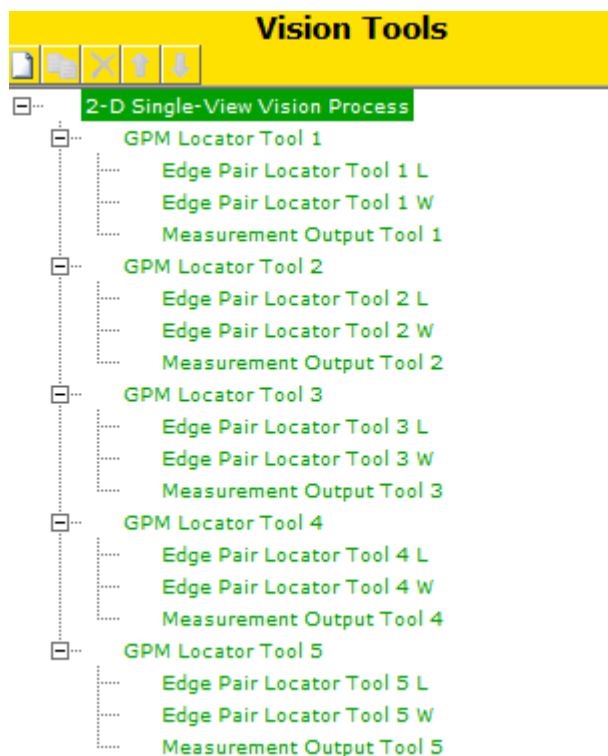 Vision Tools
2-D Single-View Vision Process
GPM Locator Tool 1
Edge Pair Locator Tool 1 L
Edge Pair Locator Tool 1 W
Measurement Output Tool 1
GPM Locator Tool 2
Edge Pair Locator Tool 2 L
Edge Pair Locator Tool 2 W
Measurement Output Tool 2
GPM Locator Tool 3
Edge Pair Locator Tool 3 L
Edge Pair Locator Tool 3 W
Measurement Output Tool 3
GPM Locator Tool 4
Edge Pair Locator Tool 4 L
Edge Pair Locator Tool 4 W
Measurement Output Tool 4
GPM Locator Tool 5
Edge Pair Locator Tool 5 L
Edge Pair Locator Tool 5 W
Measurement Output Tool 5